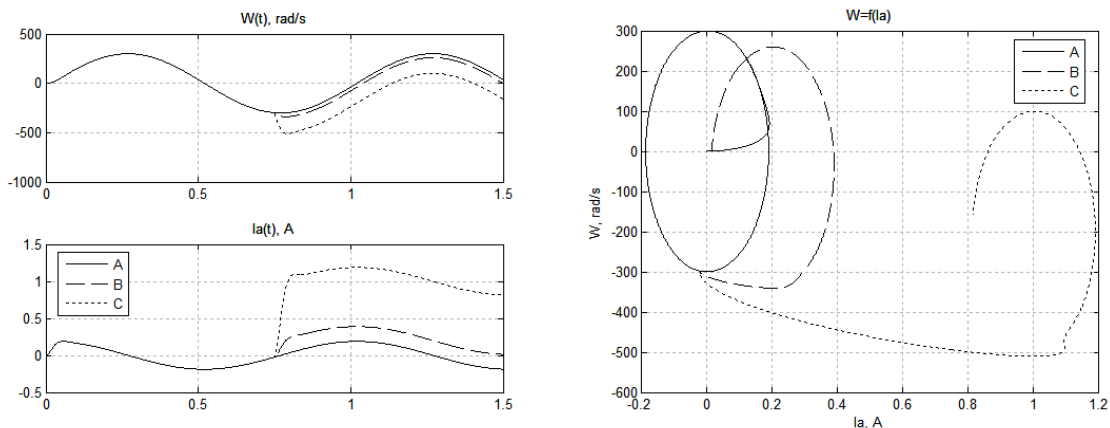 W(t), rad/s
500
0
-500
-1000
0 0.5 1 1.5
Ia(t), A
1.5
1
0.5
0
-0.5
A
B
C
0 0.5 1 1.5
W=f(Ia)
W, rad/s
300
200
100
0
-100
-200
-300
-400
-500
-600
A
B
C
-0.2 0 0.2 0.4 0.6 0.8 1 1.2
Ia. A